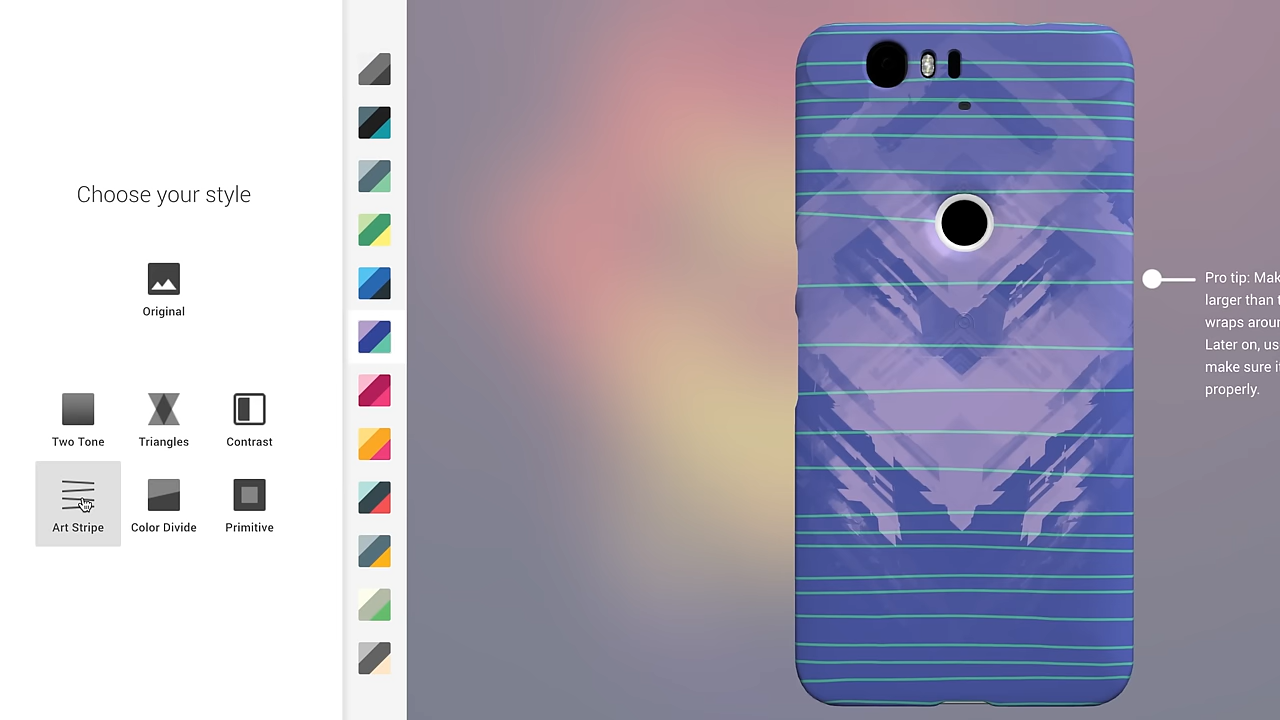 Choose your style
Original
Two Tone
Triangles
Contrast
Art Stripe
Color Divide
Primitive
Pro tip: Mak
larger than t
wraps aroun
Later on, us
make sure i
properly.